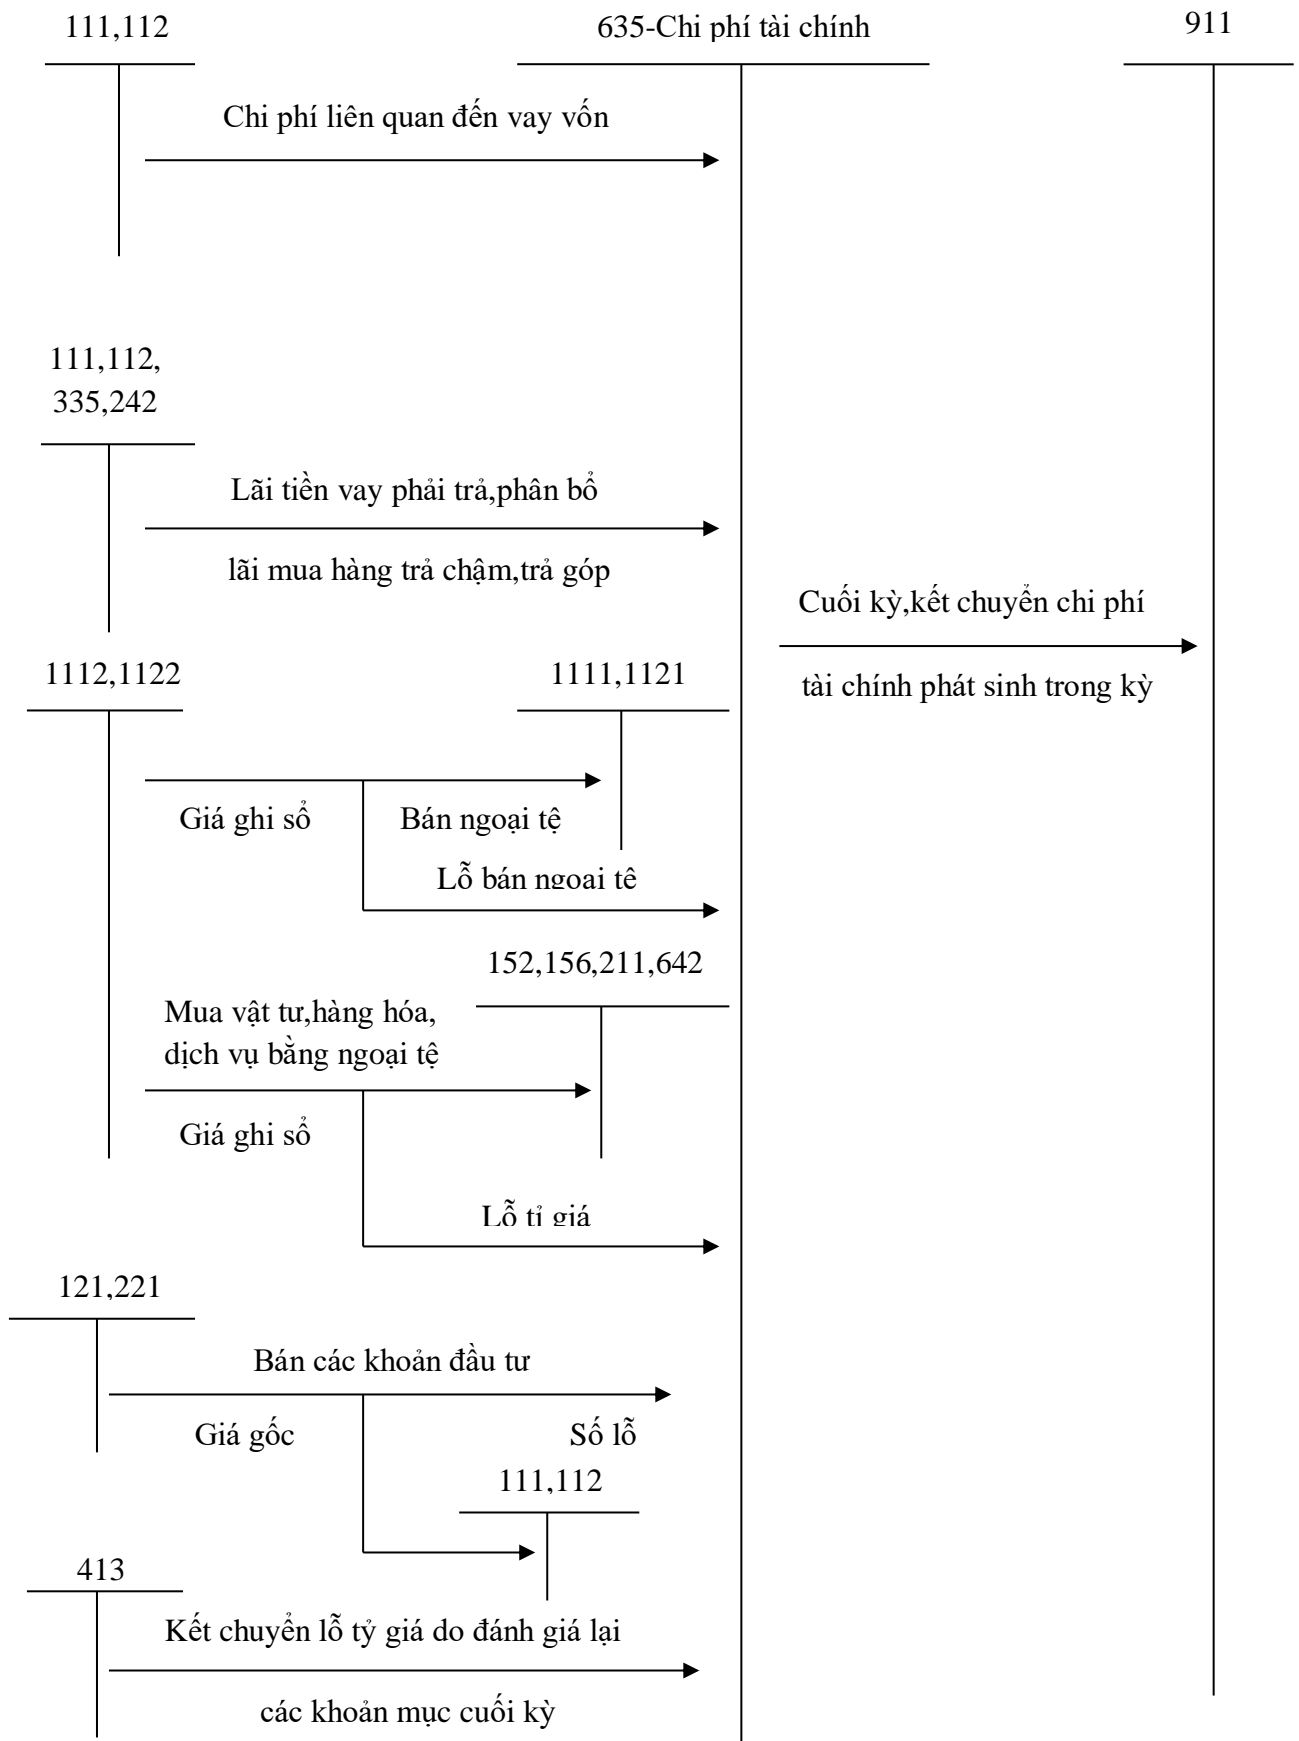 111,112
635-Chi phí tài chính
911
Chi phí liên quan đến vay vốn
111,112,
335,242
Lãi tiền vay phải trả,phân bổ
lãi mua hàng trả chậm,trả góp
Cuối kỳ,kết chuyển chi phí
tài chính phát sinh trong kỳ
1112,1122
1111,1121
Giá ghi sổ
Bán ngoại tệ
Lỗ bán ngoại tệ
152,156,211,642
Mua vật tư,hàng hóa,
dịch vụ bằng ngoại tệ
Giá ghi sổ
Lỗ tỉ giá
121,221
Bán các khoản đầu tư
Giá gốc
Số lỗ
111,112
413
Kết chuyển lỗ tỷ giá do đánh giá lại
các khoản mục cuối kỳ